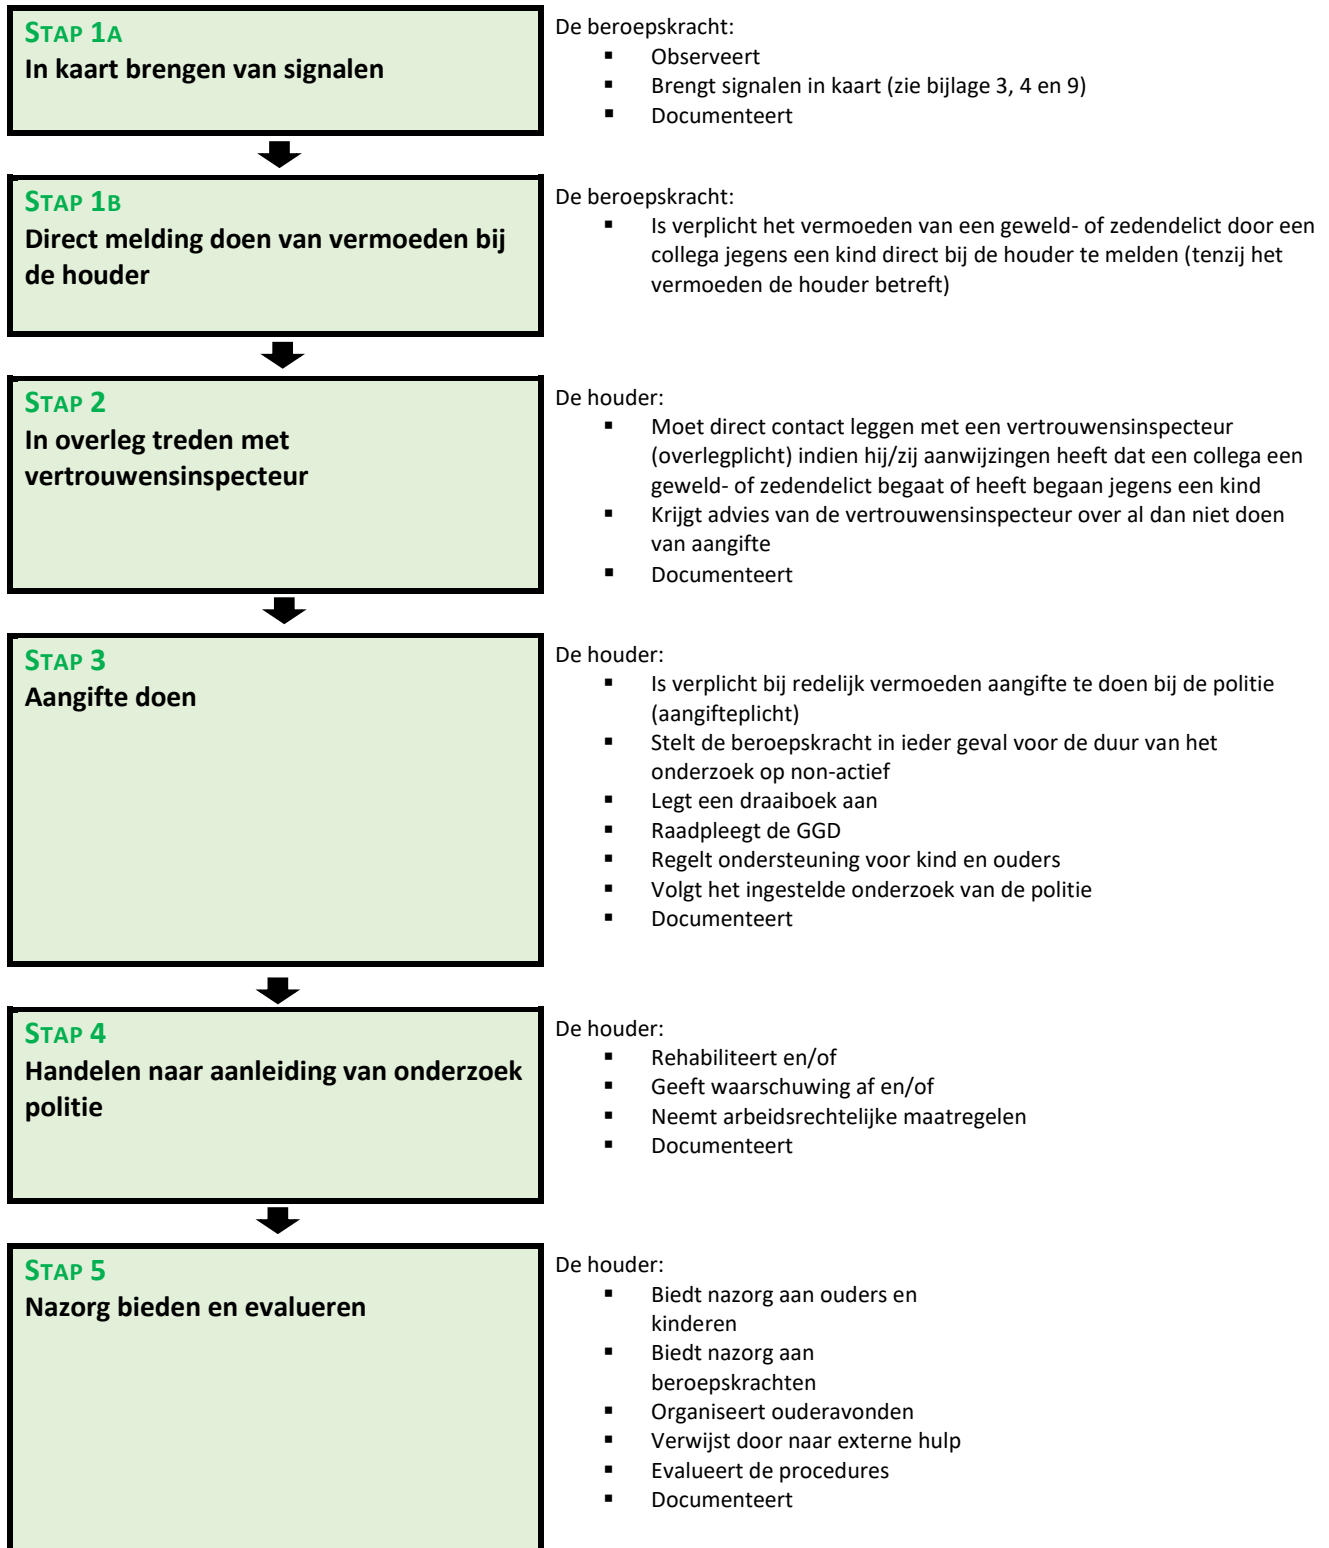 STAP 1A
In kaart brengen van signalen
De beroepskracht:
▪ Observeert
▪ Brengt signalen in kaart (zie bijlage 3, 4 en 9)
▪ Documenteert
STAP 1B
Direct melding doen van vermoeden bij
de houder
De beroepskracht:
▪ Is verplicht het vermoeden van een geweld- of zedendelict door een
collega jegens een kind direct bij de houder te melden (tenzij het
vermoeden de houder betreft)
STAP 2
In overleg treden met
vertrouwensinspecteur
De houder:
▪ Moet direct contact leggen met een vertrouwensinspecteur
(overlegplicht) indien hij/zij aanwijzingen heeft dat een collega een
geweld- of zedendelict begaat of heeft begaan jegens een kind
▪ Krijgt advies van de vertrouwensinspecteur over al dan niet doen
van aangifte
▪ Documenteert
STAP 3
Aangifte doen
De houder:
▪ Is verplicht bij redelijk vermoeden aangifte te doen bij de politie
(aangifteplicht)
▪ Stelt de beroepskracht in ieder geval voor de duur van het
onderzoek op non-actief
▪ Legt een draaiboek aan
▪ Raadpleegt de GGD
▪ Regelt ondersteuning voor kind en ouders
▪ Volgt het ingestelde onderzoek van de politie
▪ Documenteert
STAP 4
Handelen naar aanleiding van onderzoek
politie
De houder:
▪ Rehabiliteert en/of
▪ Geeft waarschuwing af en/of
▪ Neemt arbeidsrechtelijke maatregelen
▪ Documenteert
STAP 5
Nazorg bieden en evalueren
De houder:
▪ Biedt nazorg aan ouders en
kinderen
▪ Biedt nazorg aan
beroepskrachten
▪ Organiseert ouderavonden
▪ Verwijst door naar externe hulp
▪ Evalueert de procedures
▪ Documenteert